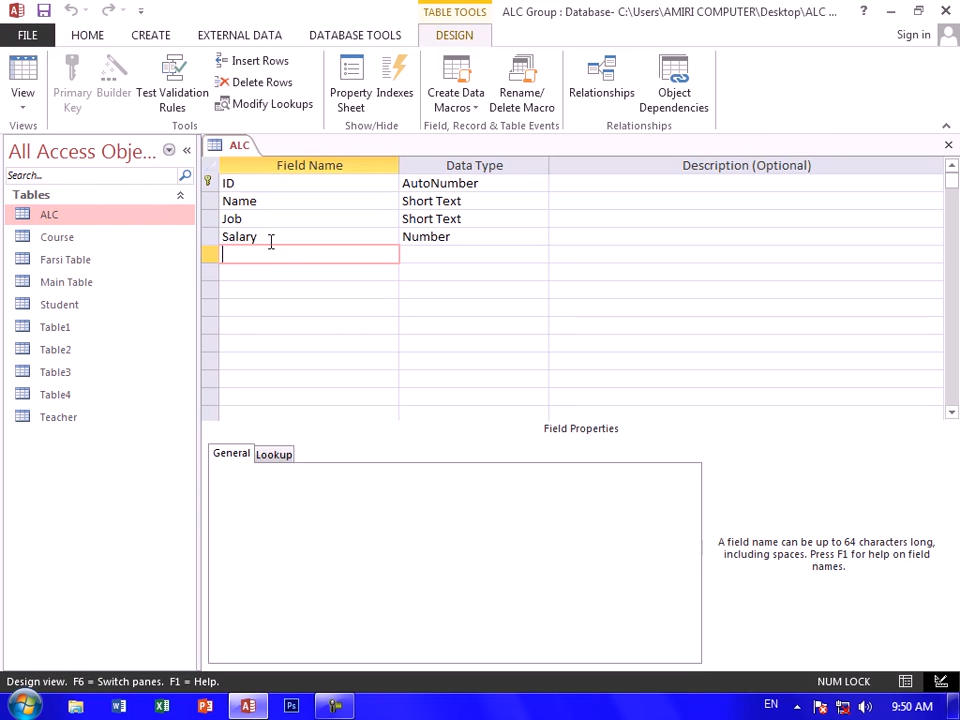 TABLE TOOLS
ALC Group : Database- C:\Users\AMIRI COMPUTER\Desktop\ALC ...
FILE
HOME
CREATE
EXTERNAL DATA
DATABASE TOOLS
DESIGN
Sign in
View
Primary Key
Builder
Test Validation Rules
Insert Rows
Delete Rows
Modify Lookups
Property Sheet
Indexes
Create Data Macros
Rename/ Delete Macro
Relationships
Object Dependencies
Views
Tools
Show/Hide
Field, Record & Table Events
Relationships
All Access Obje...
Search...
Tables
ALC
Course
Farsi Table
Main Table
Student
Table1
Table2
Table3
Table4
Teacher
ALC
Field Name Data Type Description (Optional)
ID AutoNumber
Name Short Text
Job Short Text
Salary Number
Field Properties
General Lookup
A field name can be up to 64 characters long,
including spaces. Press F1 for help on field
names.
Design view. F6 = Switch panes. F1 = Help.
NUM LOCK
EN
9:50 AM